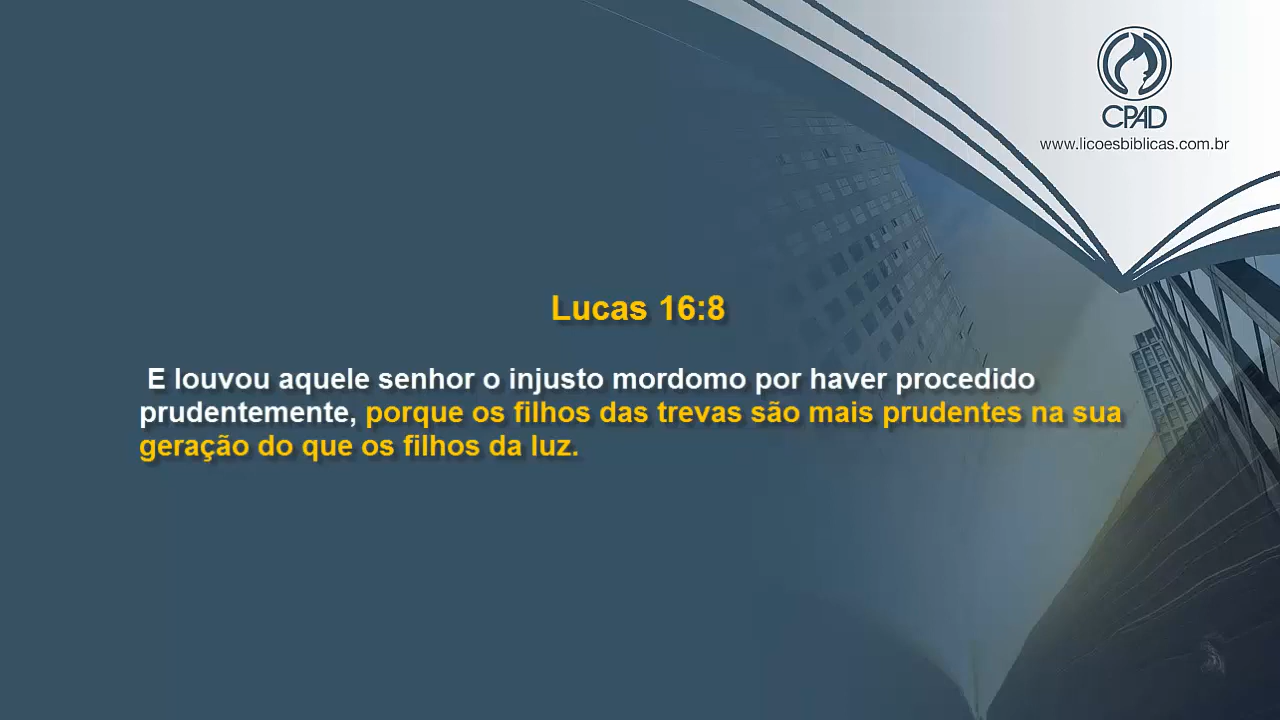 CPAD
www.licoesbiblicas.com.br
Lucas 16:8
E louvou aquele senhor o injusto mordomo por haver procedido
prudentemente, porque os filhos das trevas são mais prudentes na sua
geração do que os filhos da luz.